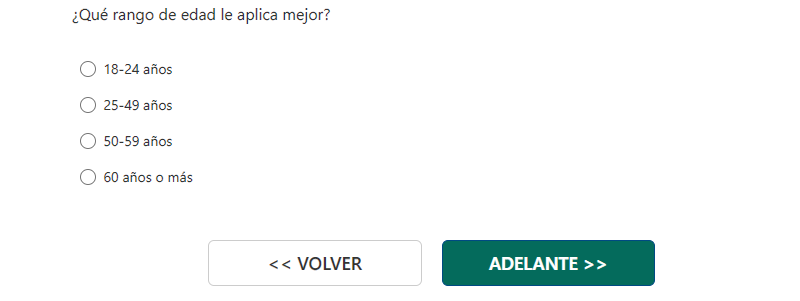 ¿Qué rango de edad le aplica mejor?
18-24 años
25-49 años
50-59 años
60 años o más
<< VOLVER
ADELANTE >>